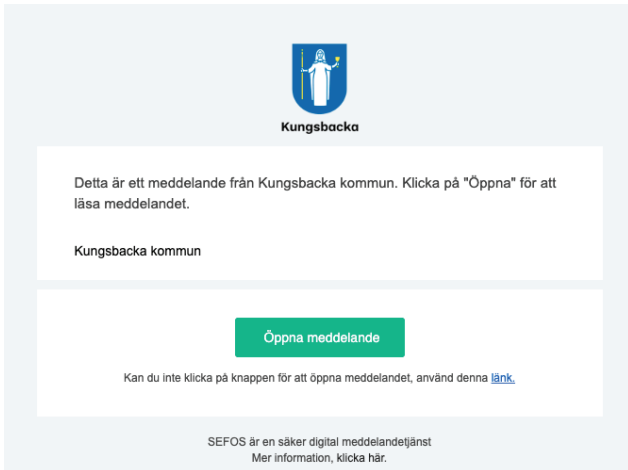 Kungsbacka
Detta är ett meddelande från Kungsbacka kommun. Klicka på "Öppna" för att
läsa meddelandet.
Kungsbacka kommun
Öppna meddelande
Kan du inte klicka på knappen för att öppna meddelandet, använd denna länk.
SEFOS är en säker digital meddelandetjänst
Mer information, klicka här.